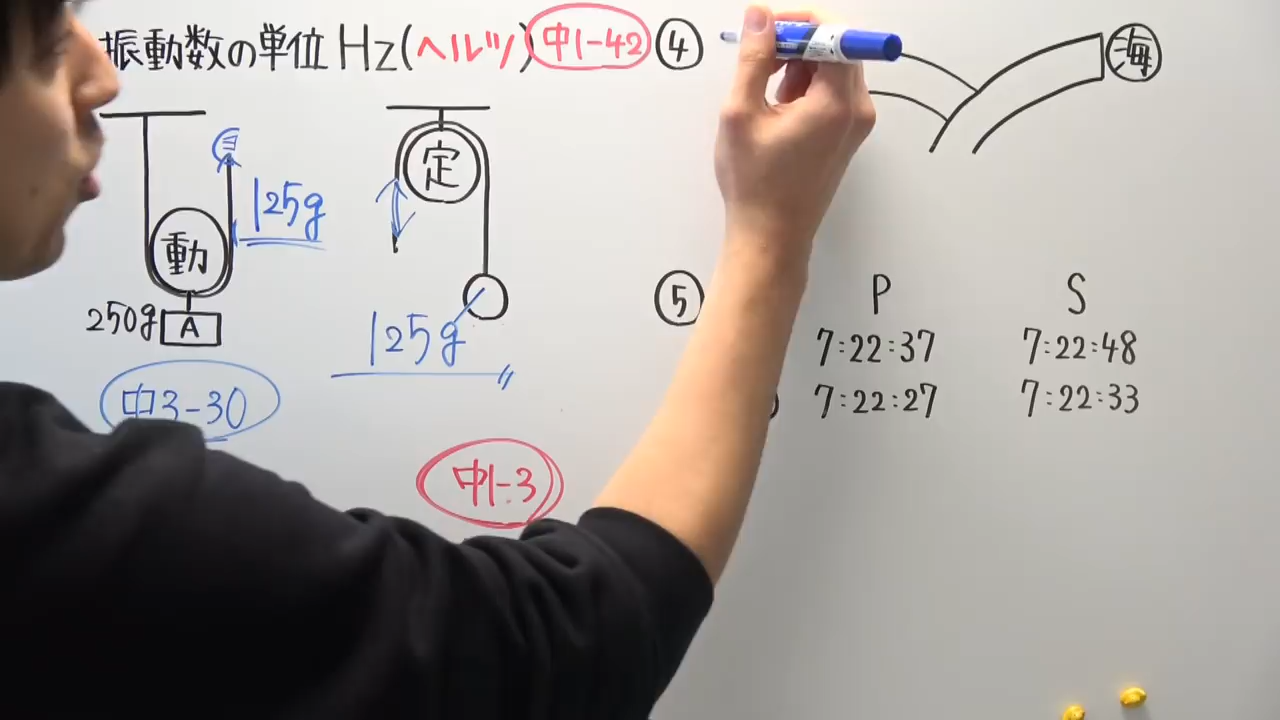 振動数の単位 Hz(ヘルツ) 中1-42
動
125g
250g A
中3-30
定
125g
中1-3
④
海
⑤
P S
7:22:37 7:22:48
7:22:27 7:22:33